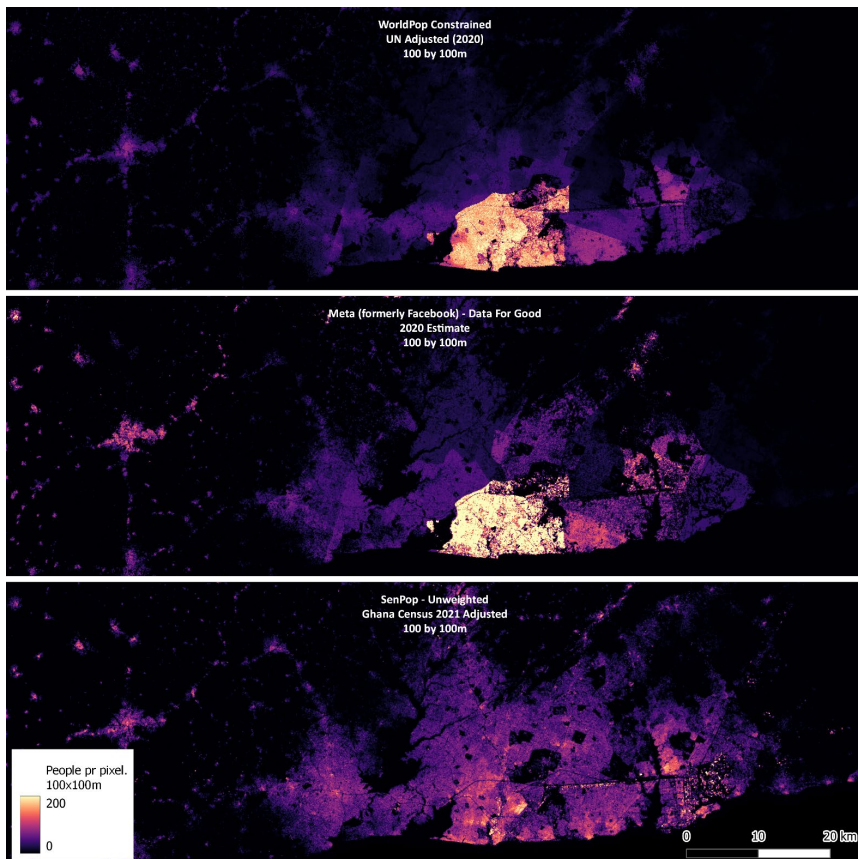 WorldPop Constrained
UN Adjusted (2020)
100 by 100m
Meta (formerly Facebook) - Data For Good
2020 Estimate
100 by 100m
SenPop - Unweighted
Ghana Census 2021 Adjusted
100 by 100m
People pr pixel.
100x100m
200
0
0 10 20 km